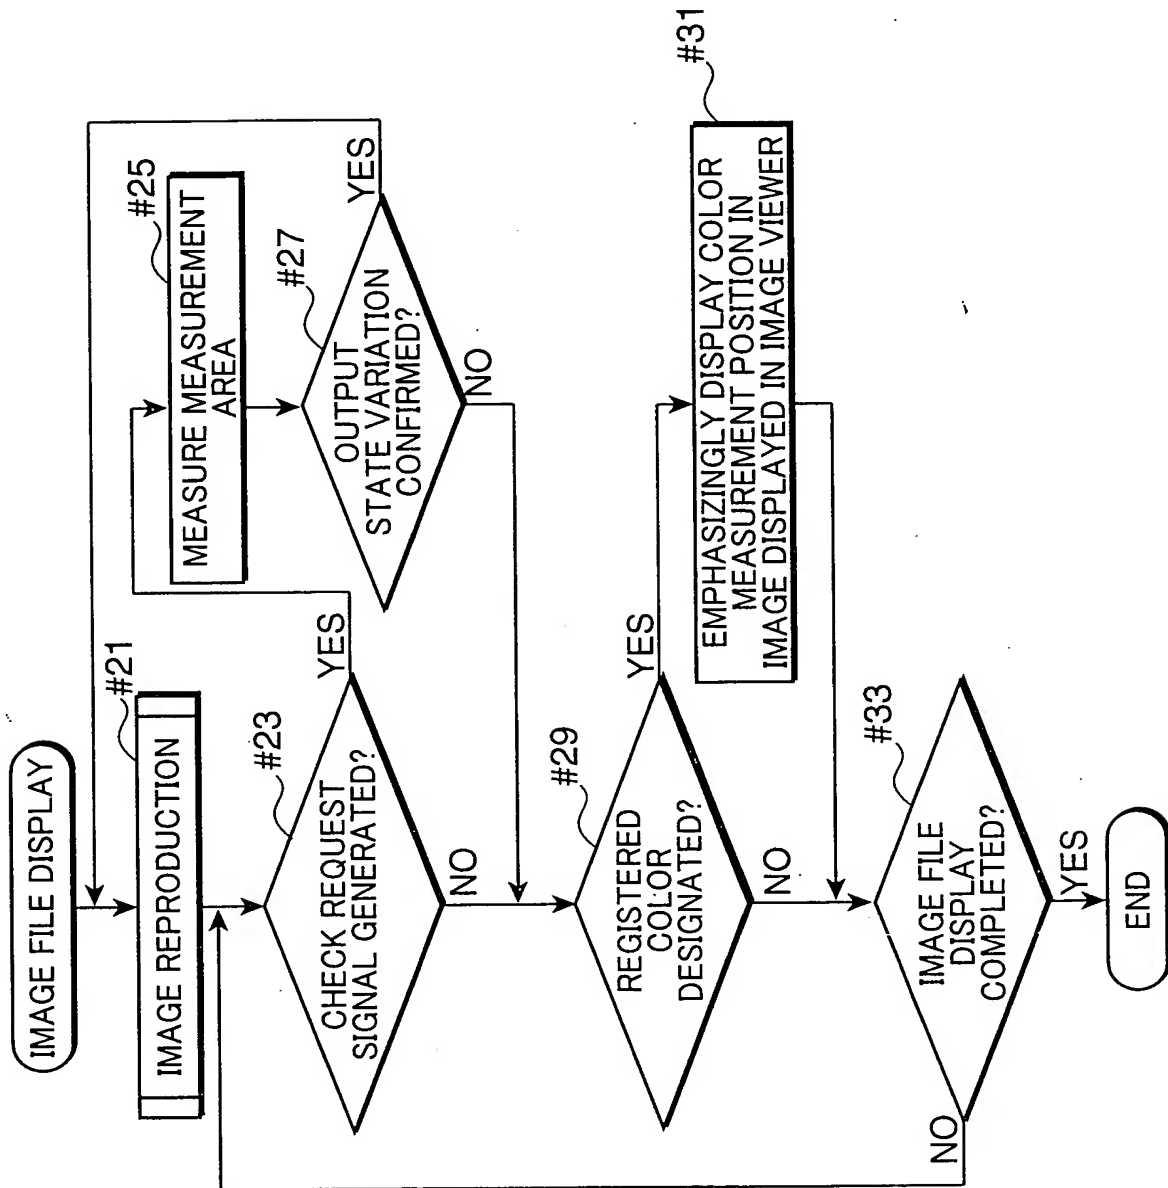 IMAGE FILE DISPLAY
#21
IMAGE REPRODUCTION
#23
CHECK REQUEST
SIGNAL GENERATED?
YES
NO
#25
MEASURE MEASUREMENT
AREA
#27
OUTPUT
STATE VARIATION
CONFIRMED?
YES
NO
#29
REGISTERED
COLOR
DESIGNATED?
YES
NO
#31
EMPHASIZINGLY DISPLAY COLOR
MEASUREMENT POSITION IN
IMAGE DISPLAYED IN IMAGE VIEWER
#33
IMAGE FILE
DISPLAY
COMPLETED?
NO
YES
END